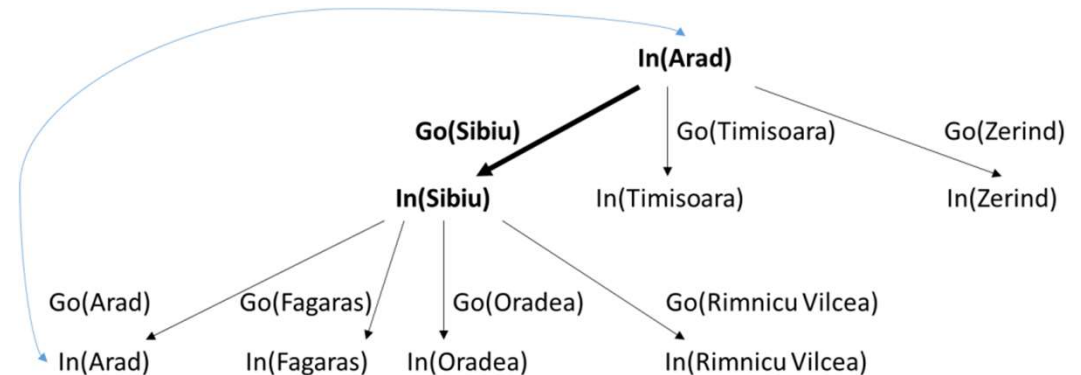 In(Arad)
Go(Sibiu) Go(Timisoara) Go(Zerind)
In(Sibiu) In(Timisoara) In(Zerind)
Go(Arad) Go(Fagaras) Go(Oradea) Go(Rimnicu Vilcea)
In(Arad) In(Fagaras) In(Oradea) In(Rimnicu Vilcea)